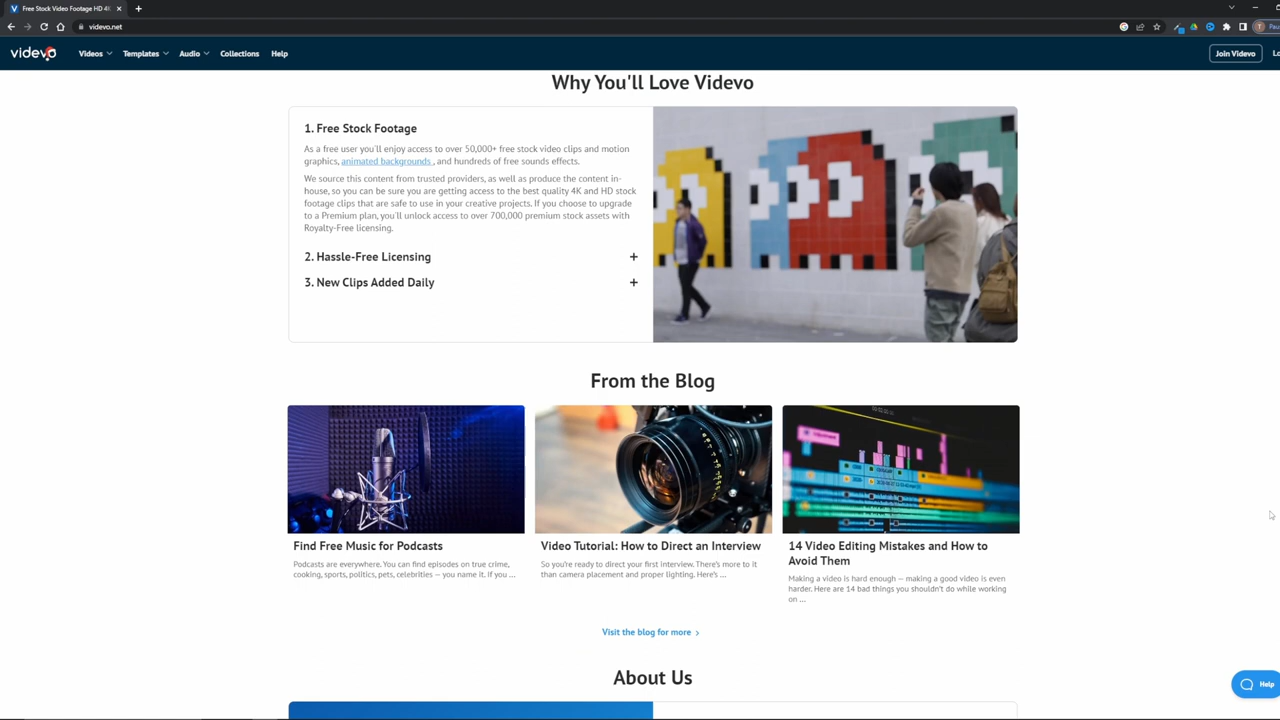 Free Stock Video Footage HD 4K
videvo.net
videvo
Videos
Templates
Audio
Collections
Help
Join Videvo
Why You'll Love Videvo
1. Free Stock Footage
As a free user you'll enjoy access to over 50,000+ free stock video clips and motion
graphics, animated backgrounds , and hundreds of free sounds effects.
We source this content from trusted providers, as well as produce the content in-
house, so you can be sure you are getting access to the best quality 4K and HD stock
footage clips that are safe to use in your creative projects. If you choose to upgrade
to a Premium plan, you'll unlock access to over 700,000 premium stock assets with
Royalty-Free licensing.
2. Hassle-Free Licensing +
3. New Clips Added Daily +
From the Blog
Find Free Music for Podcasts
Podcasts are everywhere. You can find episodes on true crime,
cooking, sports, politics, pets, celebrities — you name it. If you ...
Video Tutorial: How to Direct an Interview
So you're ready to direct your first interview. There's more to it
than camera placement and proper lighting. Here's ...
14 Video Editing Mistakes and How to
Avoid Them
Making a video is hard enough — making a good video is even
harder. Here are 14 bad things you shouldn't do while working
on ...
Visit the blog for more >
About Us
Help